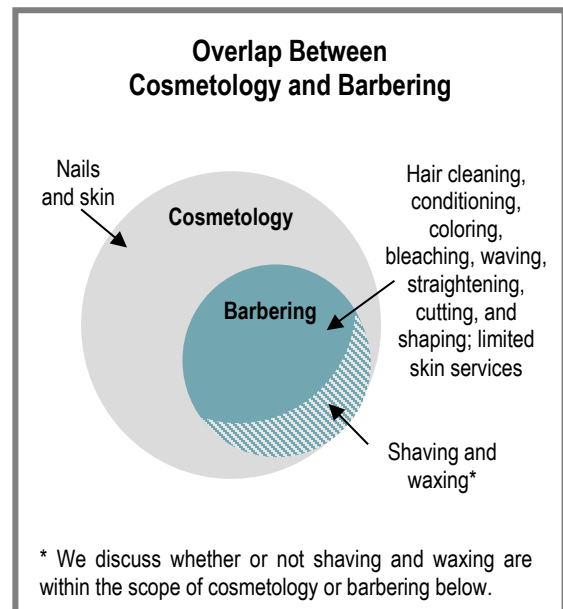 Overlap Between
Cosmetology and Barbering
Nails
and skin
Cosmetology
Barbering
Hair cleaning,
conditioning,
coloring,
bleaching, waving,
straightening,
cutting, and
shaping; limited
skin services
Shaving and
waxing*
* We discuss whether or not shaving and waxing are
within the scope of cosmetology or barbering below.